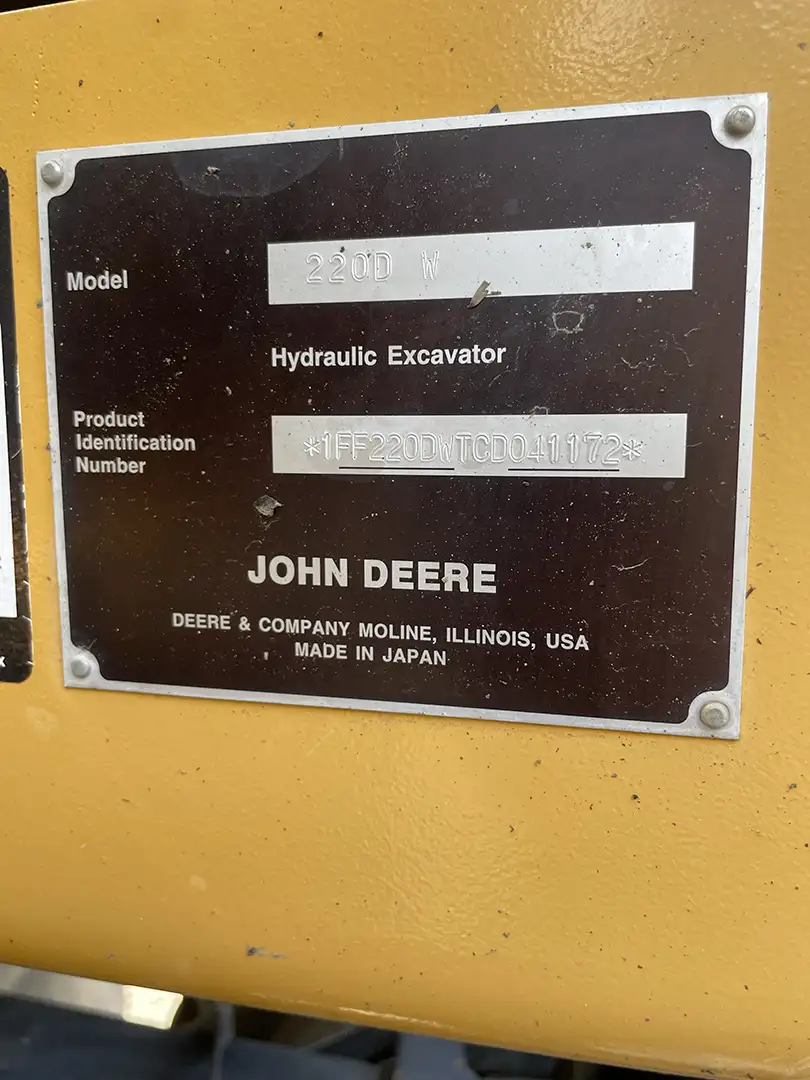 Model 220D W
Hydraulic Excavator
Product
Identification
Number
*1FF220DWTCD041172*
JOHN DEERE
DEERE & COMPANY MOLINE, ILLINOIS, USA
MADE IN JAPAN